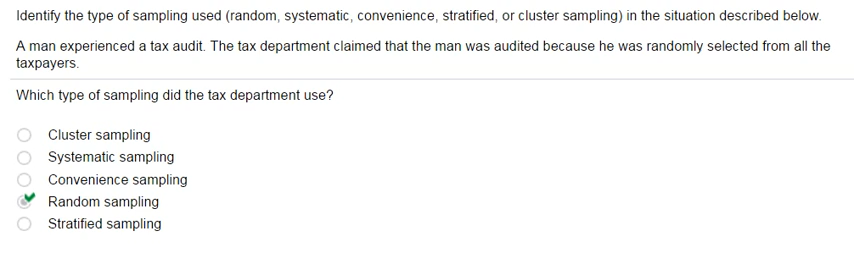 Identify the type of sampling used (random, systematic, convenience, stratified, or cluster sampling) in the situation described below.
A man experienced a tax audit. The tax department claimed that the man was audited because he was randomly selected from all the
taxpayers.
Which type of sampling did the tax department use?
Cluster sampling
Systematic sampling
Convenience sampling
Random sampling
Stratified sampling